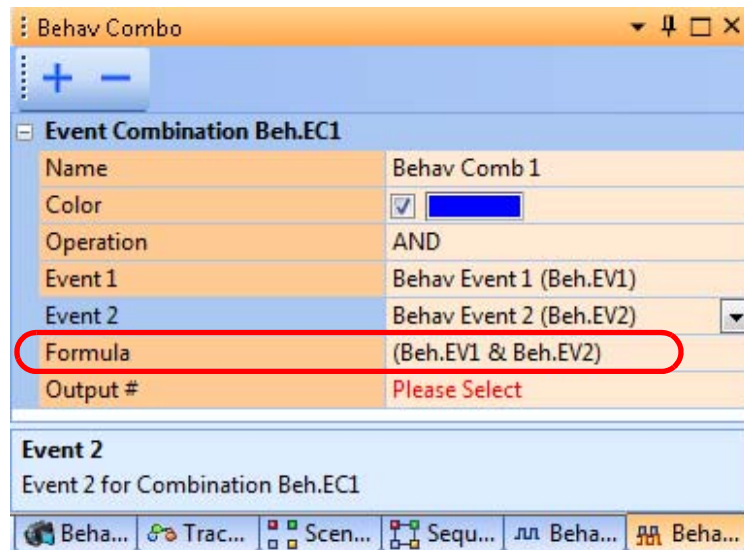 Behav Combo
Event Combination Beh.EC1
Name Behav Comb 1
Color
Operation AND
Event 1 Behav Event 1 (Beh.EV1)
Event 2 Behav Event 2 (Beh.EV2)
Formula (Beh.EV1 & Beh.EV2)
Output # Please Select
Event 2
Event 2 for Combination Beh.EC1
Beha... Trac... Scen... Sequ... Beha... Beha...